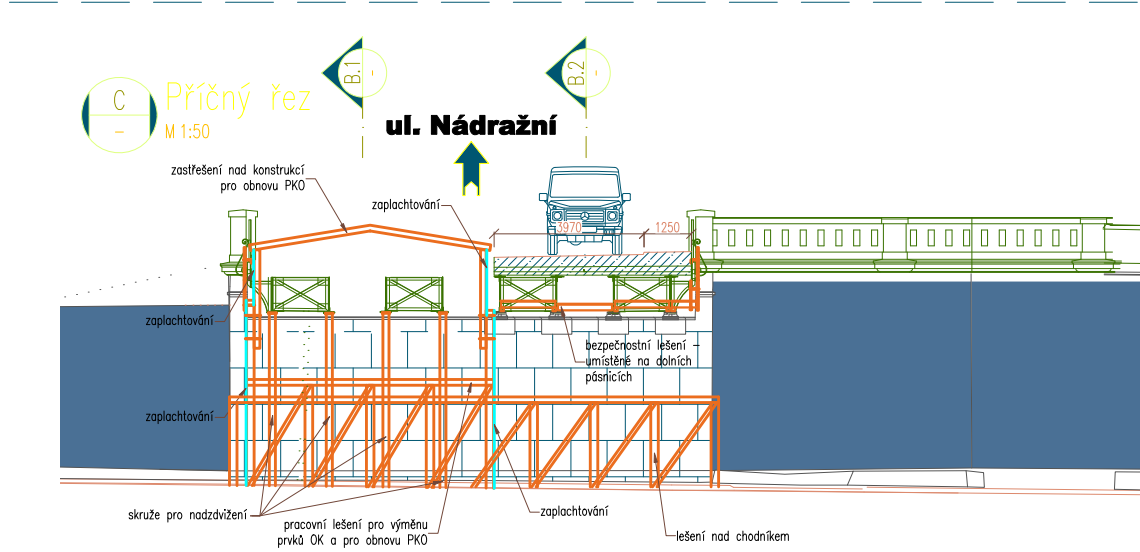 B.1
-
B.2
-
C
-
Příčný řez
M 1:50
ul. Nádražní
zastřešení nad konstrukcí
pro obnovu PKO
zaplachtování
3970
1250
zaplachtování
bezpečnostní lešení –
umístěné na dolních
pásnicích
zaplachtování
skruže pro nadzdvižení
pracovní lešení pro výměnu
prvků OK a pro obnovu PKO
zaplachtování
lešení nad chodníkem